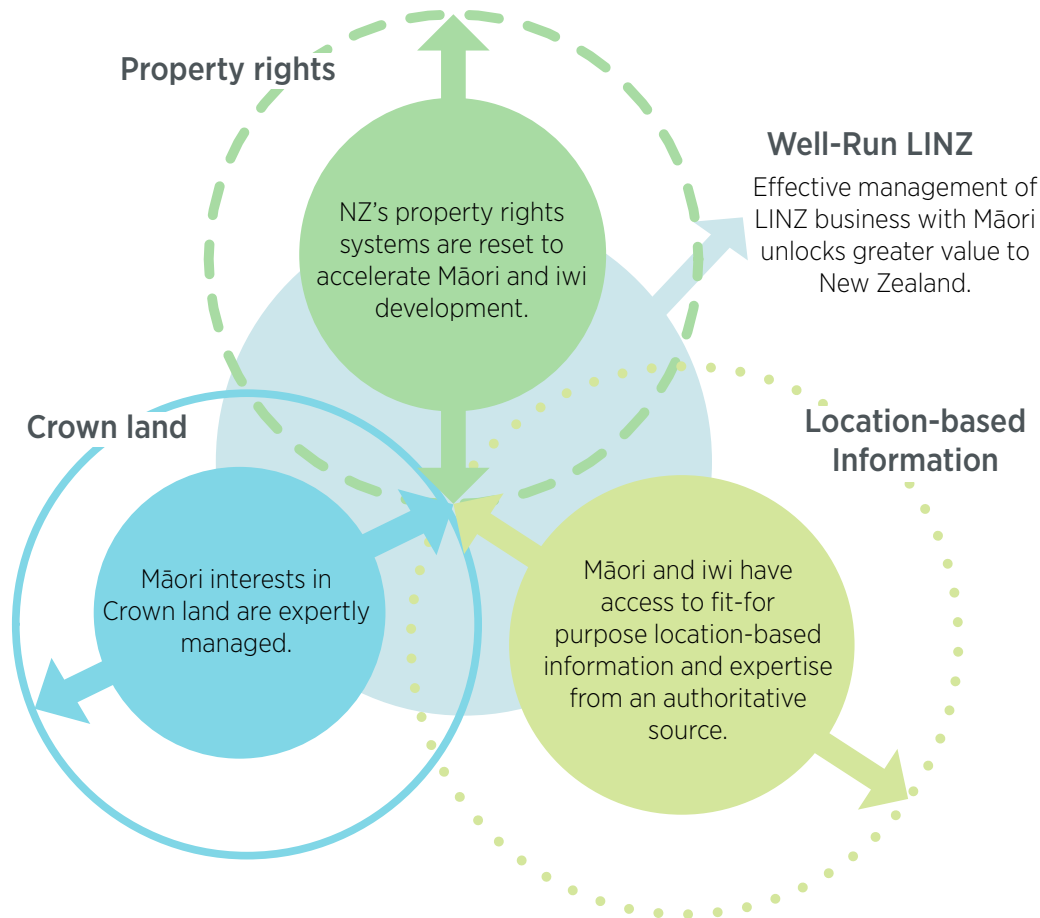 Property rights
NZ's property rights
systems are reset to
accelerate Māori and iwi
development.
Well-Run LINZ
Effective management of
LINZ business with Māori
unlocks greater value to
New Zealand.
Crown land
Māori interests in
Crown land are expertly
managed.
Location-based
Information
Māori and iwi have
access to fit-for
purpose location-based
information and expertise
from an authoritative
source.